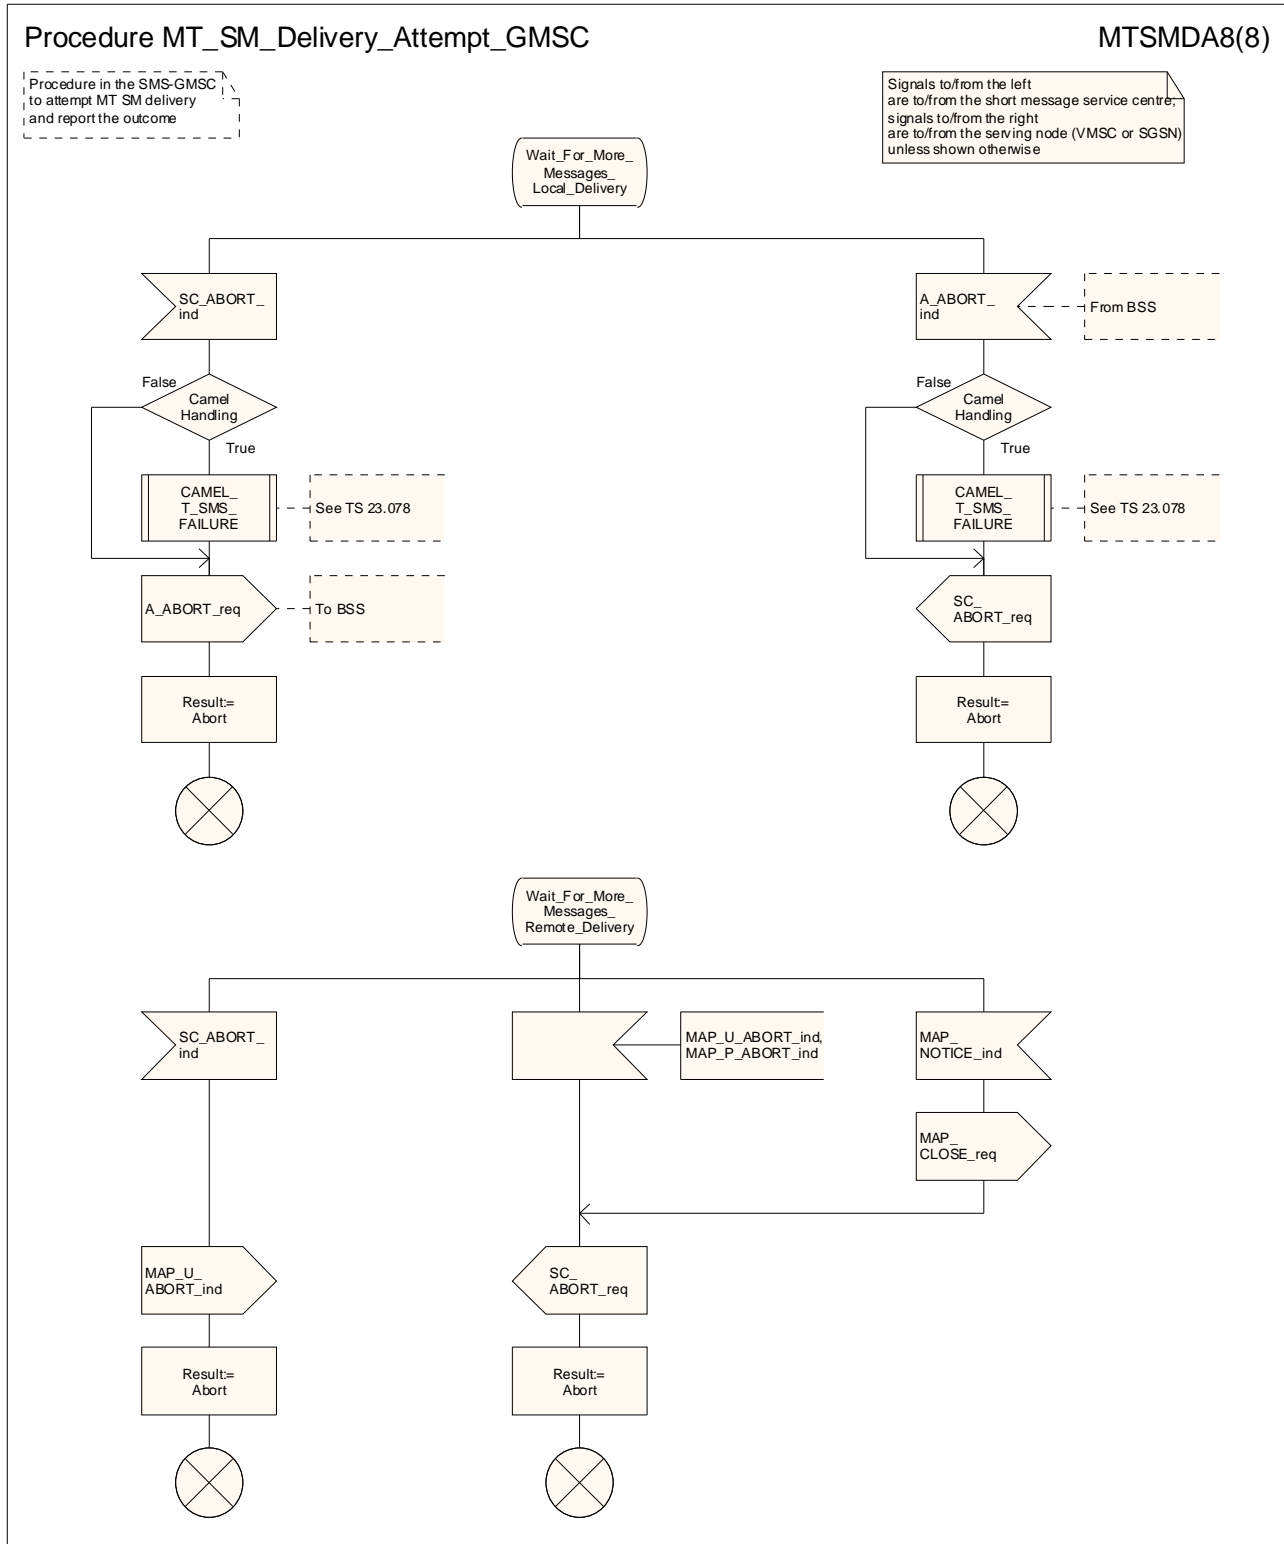 Procedure MT_SM_Delivery_Attempt_GMSC
MTSMDA8(8)
Procedure in the SMS-GMSC
to attempt MT SM delivery
and report the outcome
Signals to/from the left
are to/from the short message service centre;
signals to/from the right
are to/from the serving node (VMSC or SGSN)
unless shown otherwise
Wait_For_More_
Messages_
Local_Delivery
SC_ABORT_
ind
A_ABORT_
ind
From BSS
False
Camel
Handling
True
False
Camel
Handling
True
CAMEL_
T_SMS_
FAILURE
See TS 23.078
CAMEL_
T_SMS_
FAILURE
See TS 23.078
A_ABORT_req
To BSS
SC_
ABORT_req
Result:=
Abort
Result:=
Abort
Wait_For_More_
Messages_
Remote_Delivery
SC_ABORT_
ind
MAP_U_ABORT_ind,
MAP_P_ABORT_ind
MAP_
NOTICE_ind
MAP_
CLOSE_req
MAP_U_
ABORT_ind
SC_
ABORT_req
Result:=
Abort
Result:=
Abort